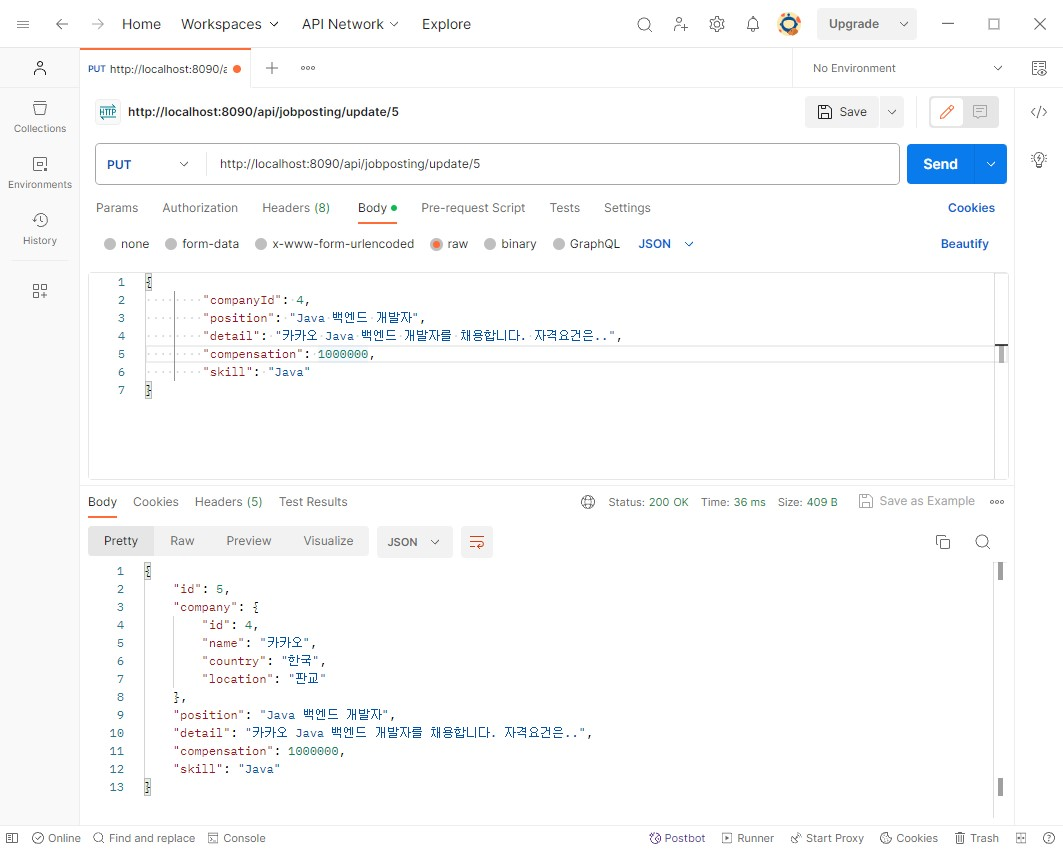 Home Workspaces API Network Explore Upgrade
PUT http://localhost:8090/a No Environment
HTTP http://localhost:8090/api/jobposting/update/5 Save
Collections
PUT http://localhost:8090/api/jobposting/update/5 Send
Environments
Params Authorization Headers (8) Body Pre-request Script Tests Settings Cookies
History
none form-data x-www-form-urlencoded raw binary GraphQL JSON Beautify
1 {
2 "companyId": 4,
3 "position": "Java 백엔드 개발자",
4 "detail": "카카오 Java 백엔드 개발자를 채용합니다. 자격요건은..",
5 "compensation": 1000000,
6 "skill": "Java"
7 }
Body Cookies Headers (5) Test Results Status: 200 OK Time: 36 ms Size: 409 B Save as Example
Pretty Raw Preview Visualize JSON
1 {
2 "id": 5,
3 "company": {
4 "id": 4,
5 "name": "카카오",
6 "country": "한국",
7 "location": "판교"
8 },
9 "position": "Java 백엔드 개발자",
10 "detail": "카카오 Java 백엔드 개발자를 채용합니다. 자격요건은..",
11 "compensation": 1000000,
12 "skill": "Java"
13 }
Online Find and replace Console Postbot Runner Start Proxy Cookies Trash